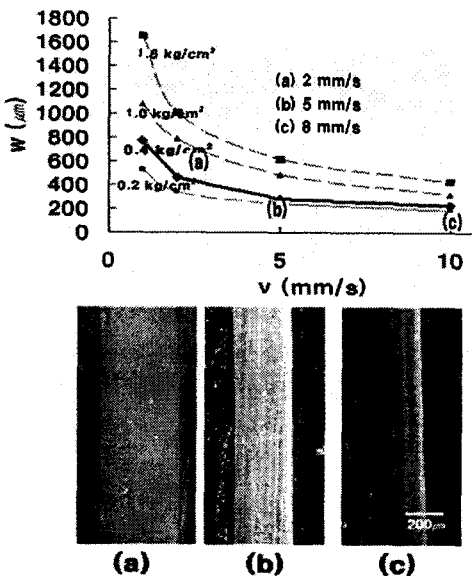 1800
1600
1400
1200
1000
800
600
400
200
0
W (㎛)
1.6 kg/cm²
1.0 kg/cm²
0.4 kg/cm²
0.2 kg/cm²
(a) 2 mm/s
(b) 5 mm/s
(c) 8 mm/s
(a)
(b)
(c)
0 5 10
v (mm/s)
200㎛
(a) (b) (c)